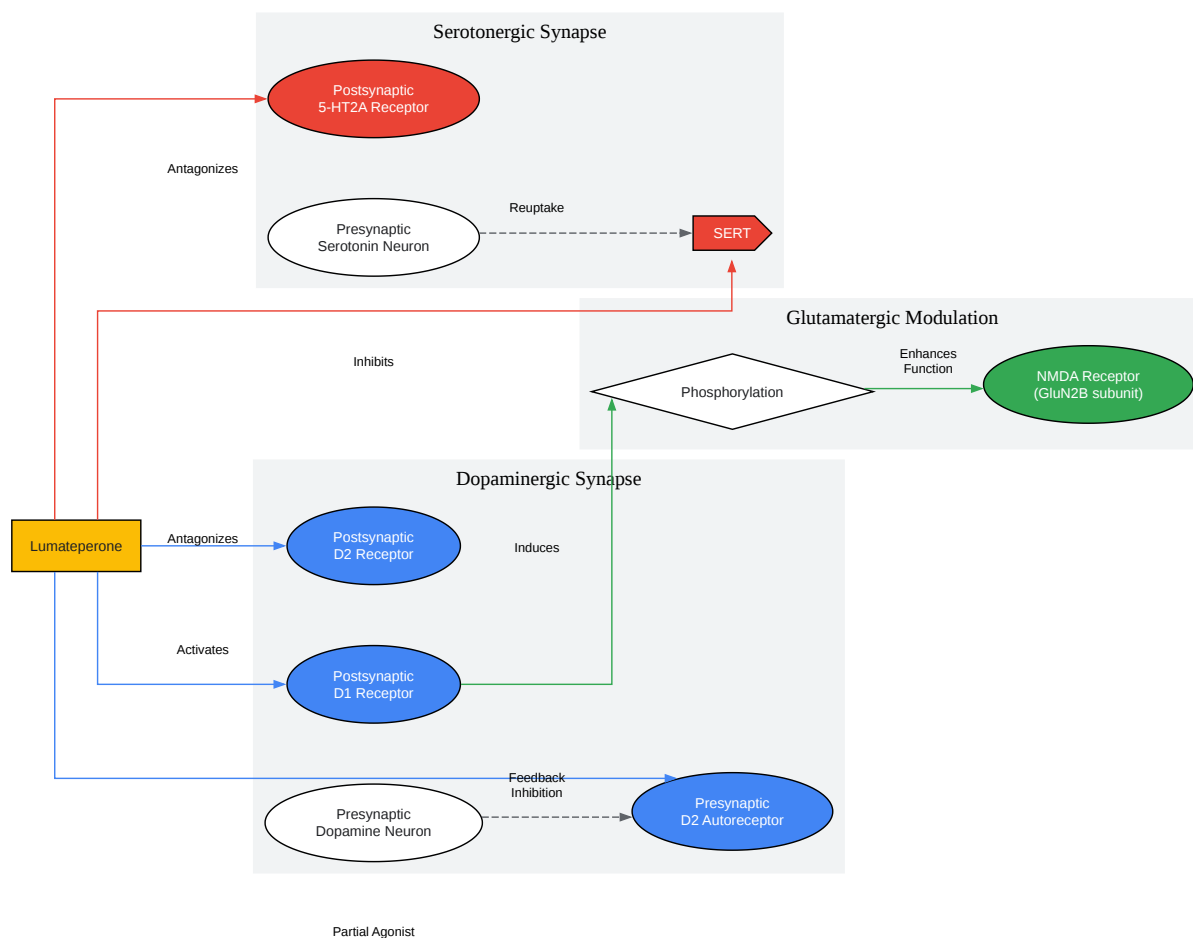 Serotonergic Synapse
Postsynaptic
5-HT2A Receptor
Antagonizes
Reuptake
Presynaptic
Serotonin Neuron
SERT
Glutamatergic Modulation
Inhibits
Enhances
Function
Phosphorylation
NMDA Receptor
(GluN2B subunit)
Dopaminergic Synapse
Lumateperone
Antagonizes
Postsynaptic
D2 Receptor
Induces
Activates
Postsynaptic
D1 Receptor
Feedback
Inhibition
Presynaptic
Dopamine Neuron
Presynaptic
D2 Autoreceptor
Partial Agonist